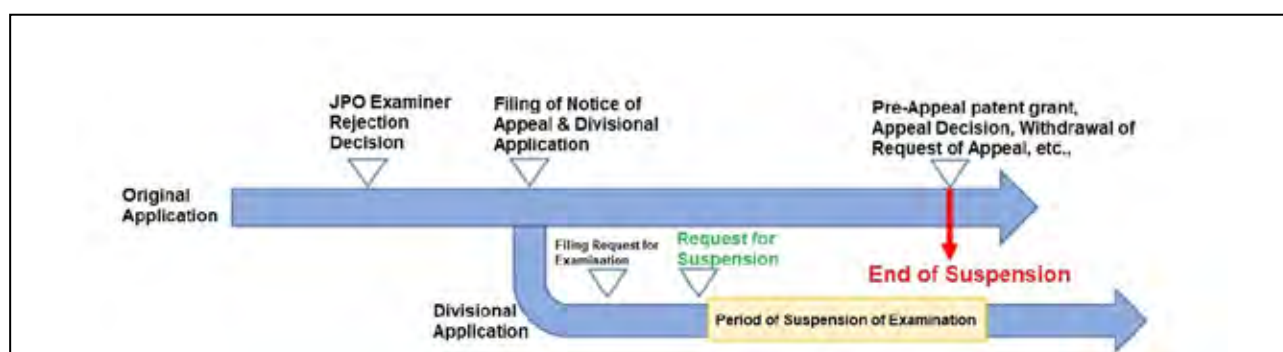 JPO Examiner
Rejection
Decision
Filing of Notice of
Appeal & Divisional
Application
Pre-Appeal patent grant,
Appeal Decision, Withdrawal of
Request of Appeal, etc.,
Original
Application
Filing Request for
Examination
Request for
Suspension
End of Suspension
Divisional
Application
Period of Suspension of Examination